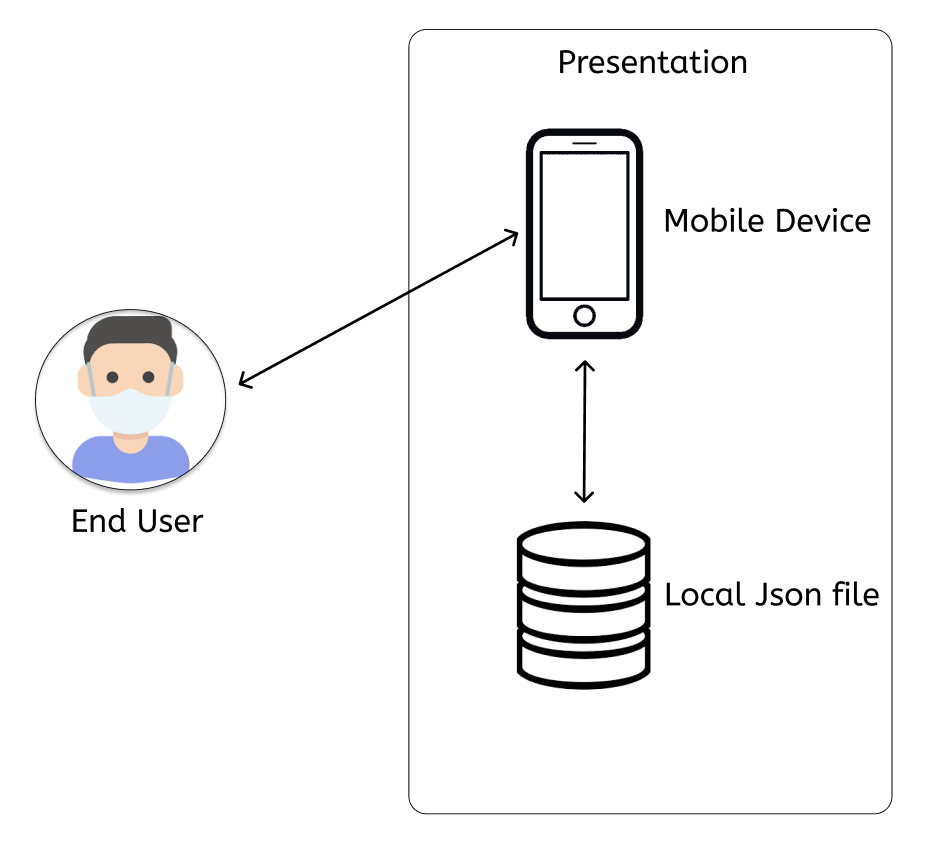 Presentation
Mobile Device
End User
Local Json file